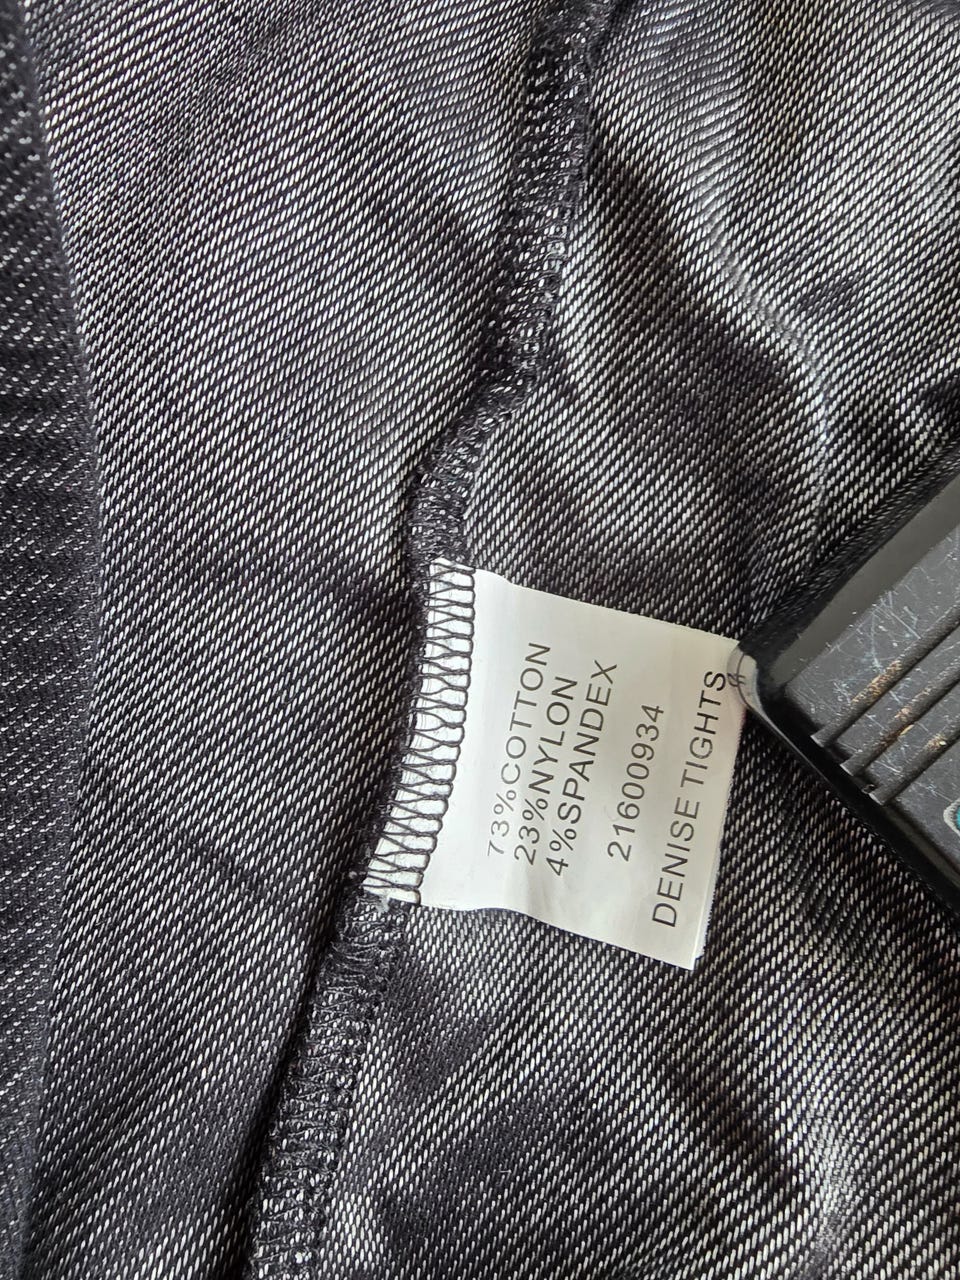 73%COTTON
23%NYLON
4%SPANDEX
21600934
DENISE TIGHTS